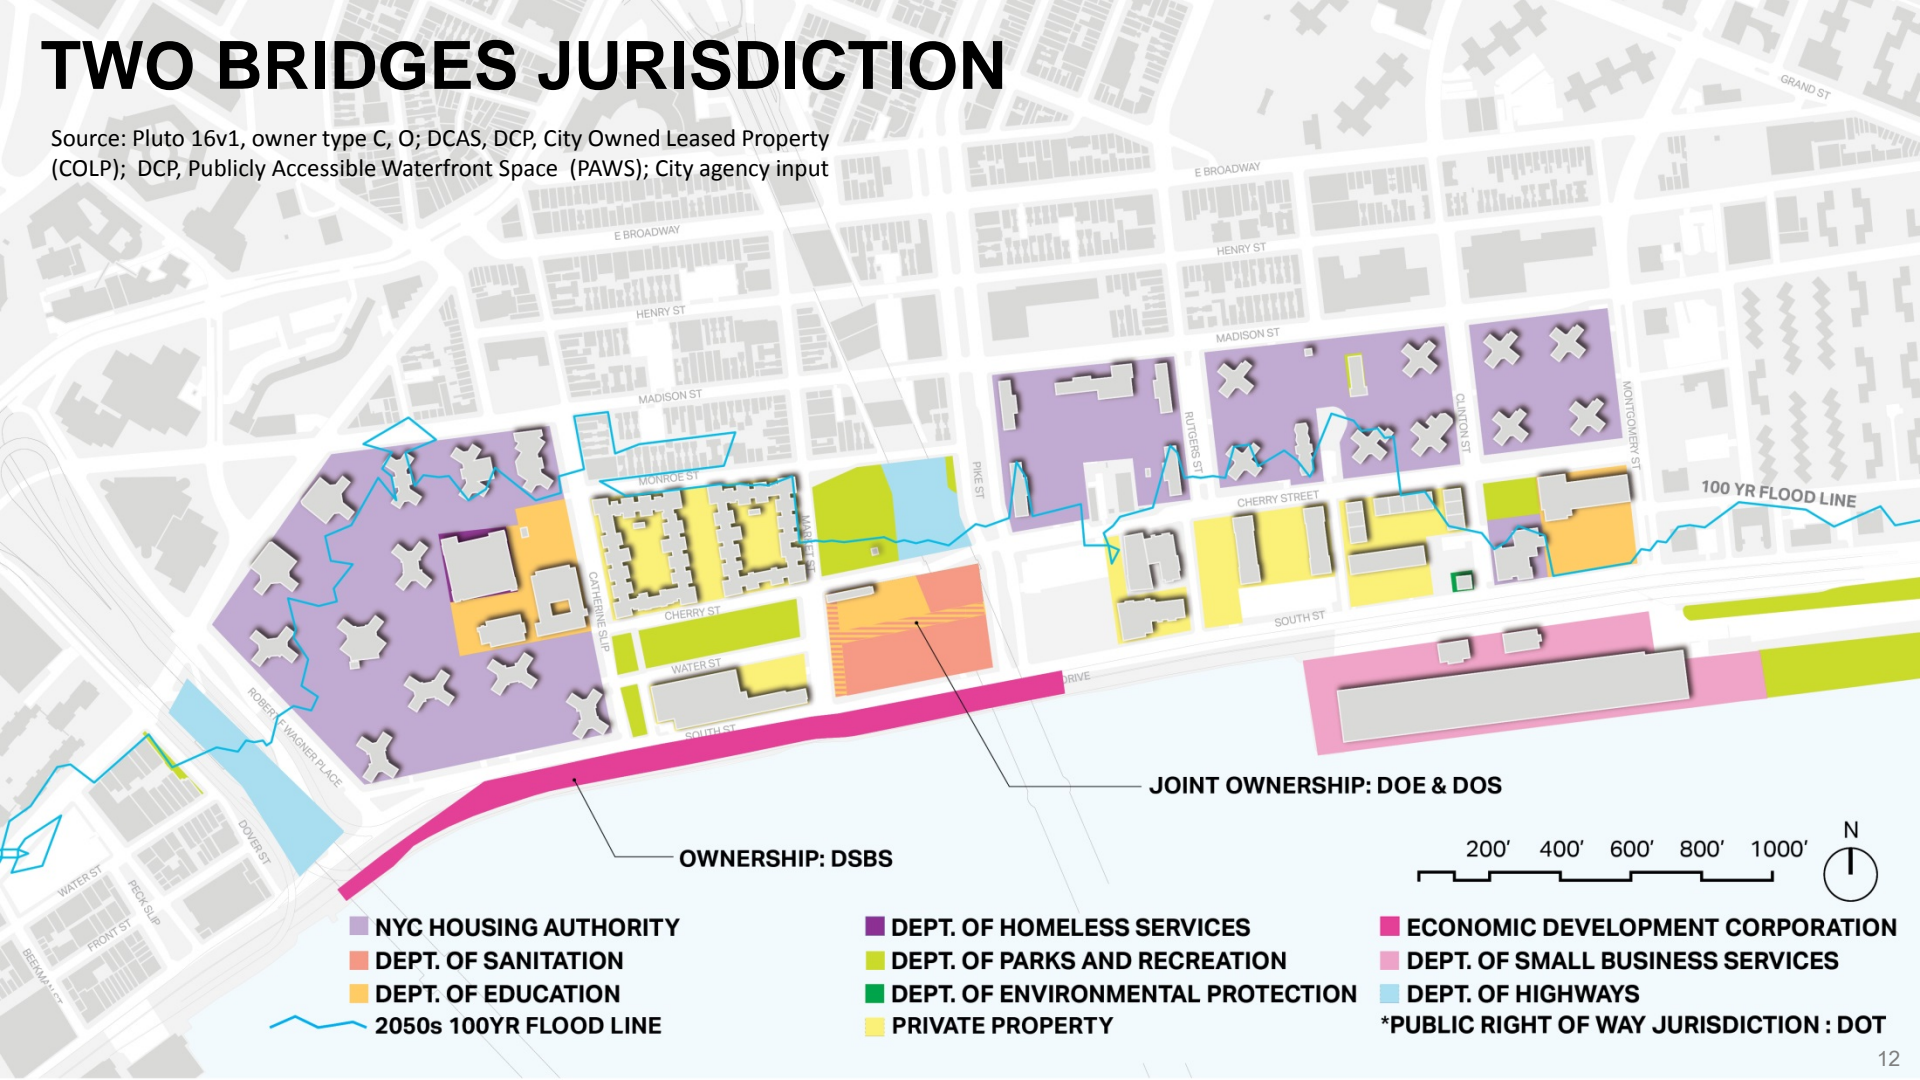 TWO BRIDGES JURISDICTION
Source: Pluto 16v1, owner type C, O; DCAS, DCP, City Owned Leased Property
(COLP);  DCP, Publicly Accessible Waterfront Space  (PAWS); City agency input
GRAND ST
E BROADWAY
E BROADWAY
HENRY ST
HENRY ST
MADISON ST
MADISON ST
MONROE ST
PIKE ST
RUTGERS ST
CLINTON ST
MONTGOMERY ST
MARKET ST
CHERRY STREET
100 YR FLOOD LINE
CATHERINE SLIP
CHERRY ST
SOUTH ST
WATER ST
DRIVE
SOUTH ST
ROBERT F WAGNER PLACE
DOVER ST
WATER ST
PECK SLIP
FRONT ST
BEEKMAN ST
JOINT OWNERSHIP: DOE & DOS
OWNERSHIP: DSBS
N
200' 400' 600' 800' 1000'
NYC HOUSING AUTHORITY
DEPT. OF SANITATION
DEPT. OF EDUCATION
2050s 100YR FLOOD LINE
DEPT. OF HOMELESS SERVICES
DEPT. OF PARKS AND RECREATION
DEPT. OF ENVIRONMENTAL PROTECTION
PRIVATE PROPERTY
ECONOMIC DEVELOPMENT CORPORATION
DEPT. OF SMALL BUSINESS SERVICES
DEPT. OF HIGHWAYS
*PUBLIC RIGHT OF WAY JURISDICTION : DOT
12